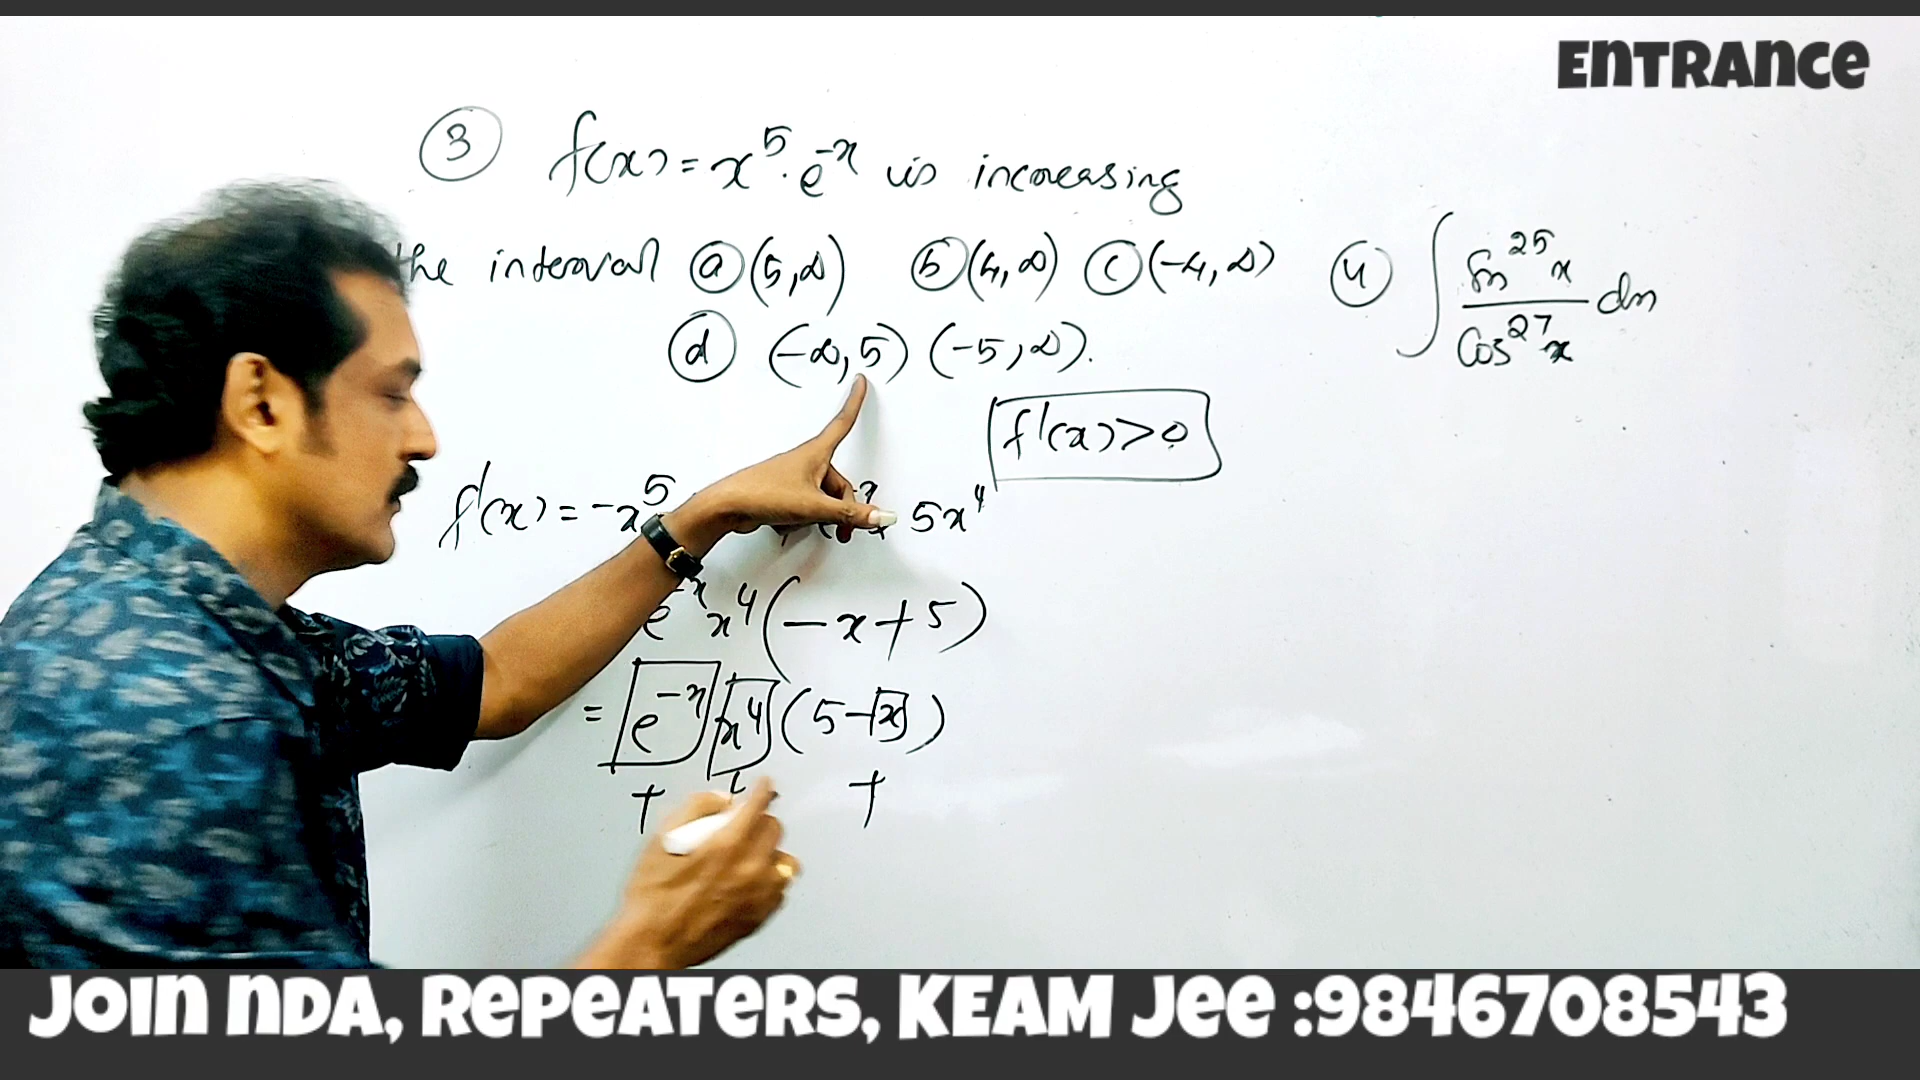 ENTRANCE
③ f(x) = x⁵·e⁻ˣ is increasing
the interval ⓐ (5,∞) ⓑ (4,∞) ⓒ (-4,∞)
ⓓ (-∞,5) (-5,∞).
④ ∫ Sin²⁵x / Cos²⁷x dx
f'(x)>0
f'(x) = -x⁵ 5x⁴
e⁻ˣ x⁴(-x+5)
= e⁻ˣ x⁴ (5-x)
+ +
JOIN NDA, REPEATERS, KEAM JEE :9846708543